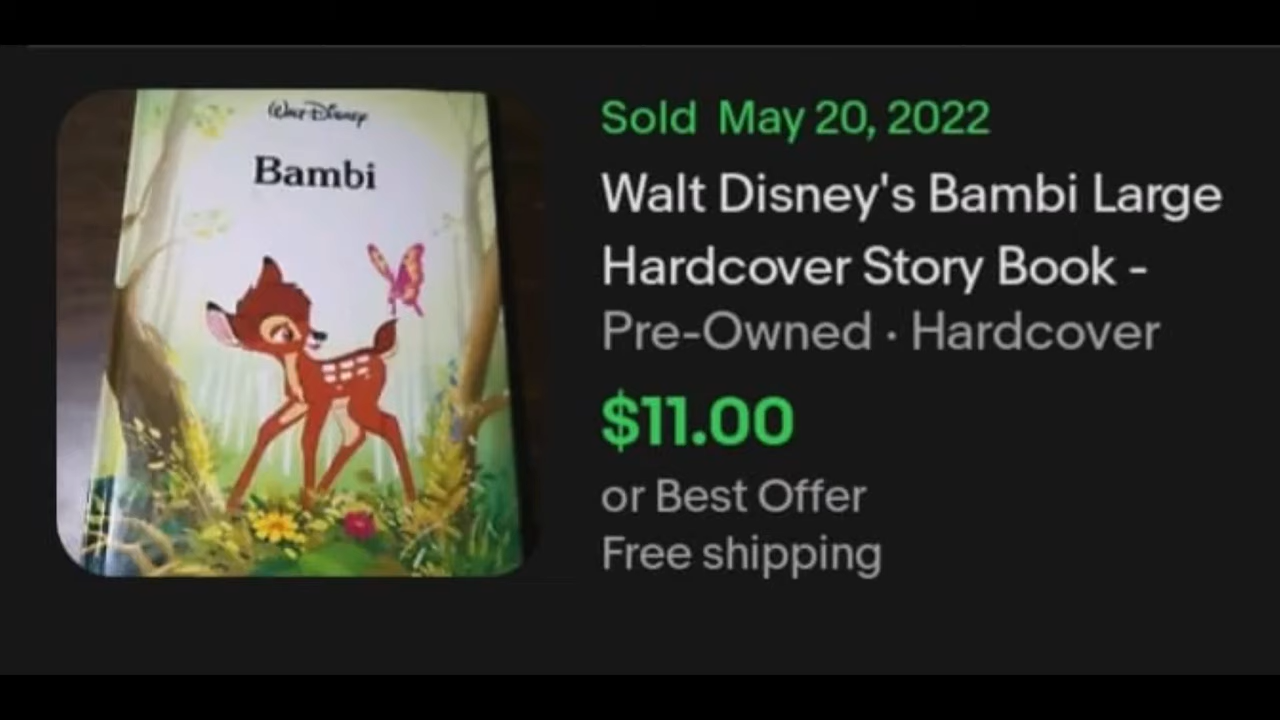 Walt Disney
Bambi
Sold May 20, 2022
Walt Disney's Bambi Large
Hardcover Story Book -
Pre-Owned · Hardcover
$11.00
or Best Offer
Free shipping